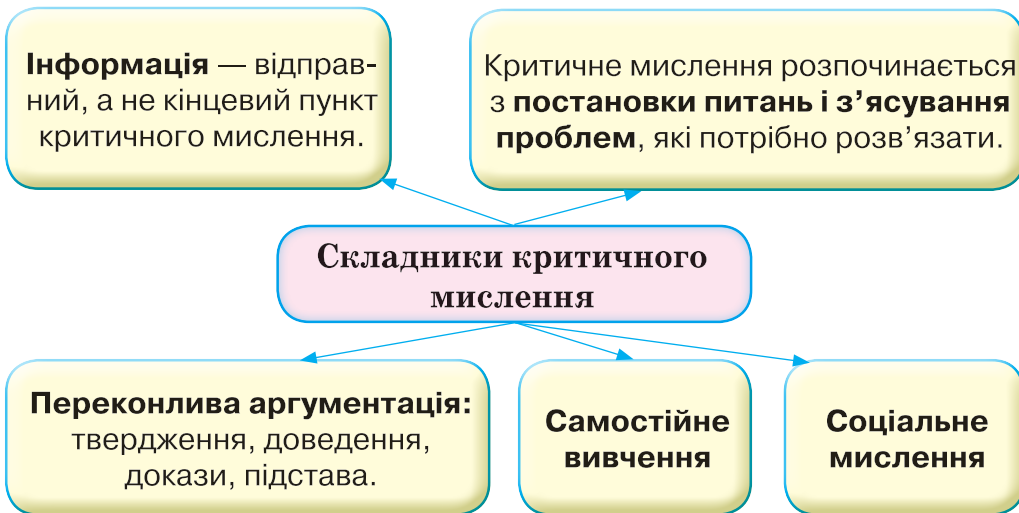 Інформація — відправ-
ний, а не кінцевий пункт
критичного мислення.
Критичне мислення розпочинається
з постановки питань і з’ясування
проблем, які потрібно розв’язати.
Складники критичного
мислення
Переконлива аргументація:
твердження, доведення,
докази, підстава.
Самостійне
вивчення
Соціальне
мислення